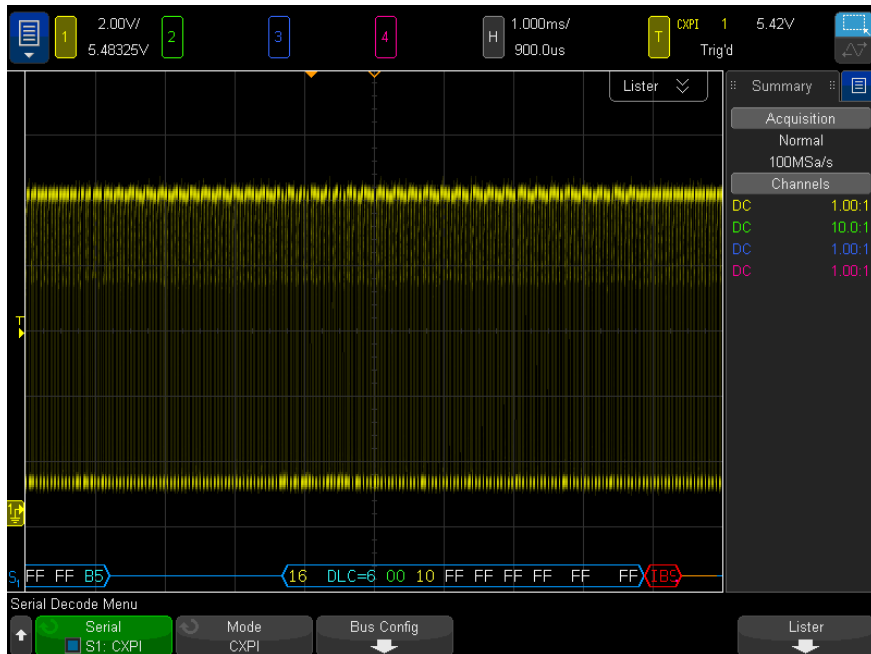 1 2.00V/ 2 3 4 H 1.000ms/ T CXPI 1 5.42V
5.48325V 900.0us Trig'd
Lister
Summary
Acquisition
Normal
100MSa/s
Channels
DC 1.00:1
DC 10.0:1
DC 1.00:1
DC 1.00:1
T
1
S1 FF FF B5 16 DLC=6 00 10 FF FF FF FF FF FF IBS
Serial Decode Menu
Serial Mode Bus Config Lister
S1: CXPI CXPI